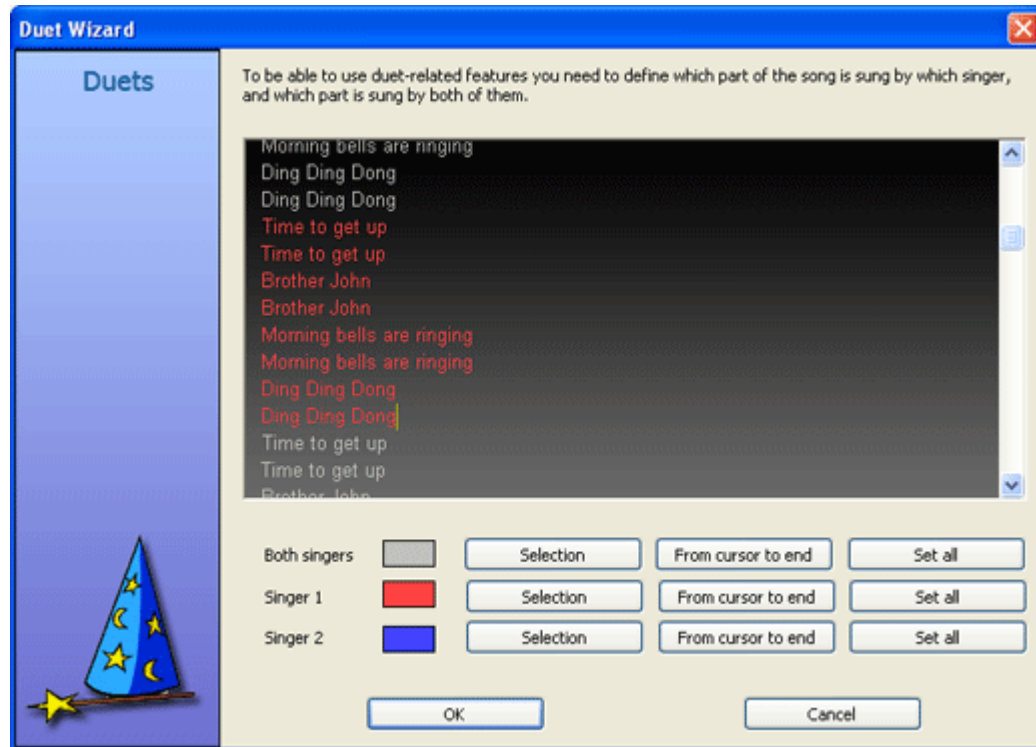 Duet Wizard
Duets
To be able to use duet-related features you need to define which part of the song is sung by which singer,
and which part is sung by both of them.
Morning bells are ringing
Ding Ding Dong
Ding Ding Dong
Time to get up
Time to get up
Brother John
Brother John
Morning bells are ringing
Morning bells are ringing
Ding Ding Dong
Ding Ding Dong
Time to get up
Time to get up
Brother John
Both singers Selection From cursor to end Set all
Singer 1 Selection From cursor to end Set all
Singer 2 Selection From cursor to end Set all
OK Cancel